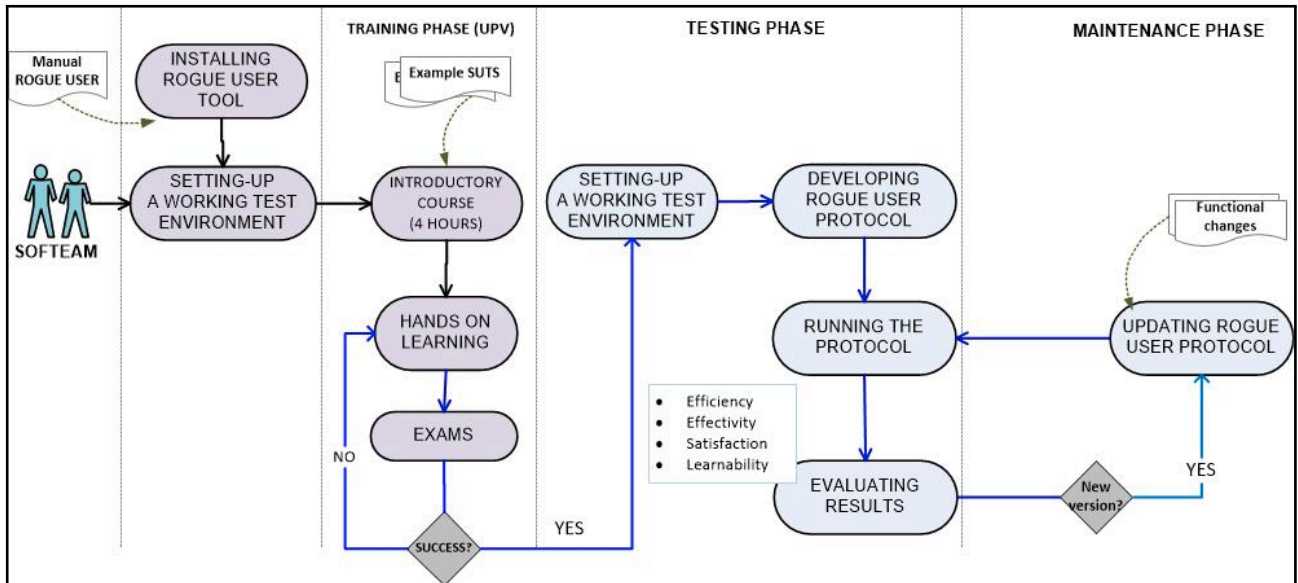 TRAINING PHASE (UPV)
TESTING PHASE
MAINTENANCE PHASE
Manual
ROGUE USER
INSTALLING
ROGUE USER
TOOL
E
Example SUTS
SOFTEAM
SETTING-UP
A WORKING TEST
ENVIRONMENT
INTRODUCTORY
COURSE
(4 HOURS)
SETTING-UP
A WORKING TEST
ENVIRONMENT
DEVELOPING
ROGUE USER
PROTOCOL
Functional
changes
HANDS ON
LEARNING
RUNNING THE
PROTOCOL
UPDATING ROGUE
USER PROTOCOL
• Efficiency
• Effectivity
• Satisfaction
• Learnability
EXAMS
NO
EVALUATING
RESULTS
New
version?
YES
SUCCESS?
YES